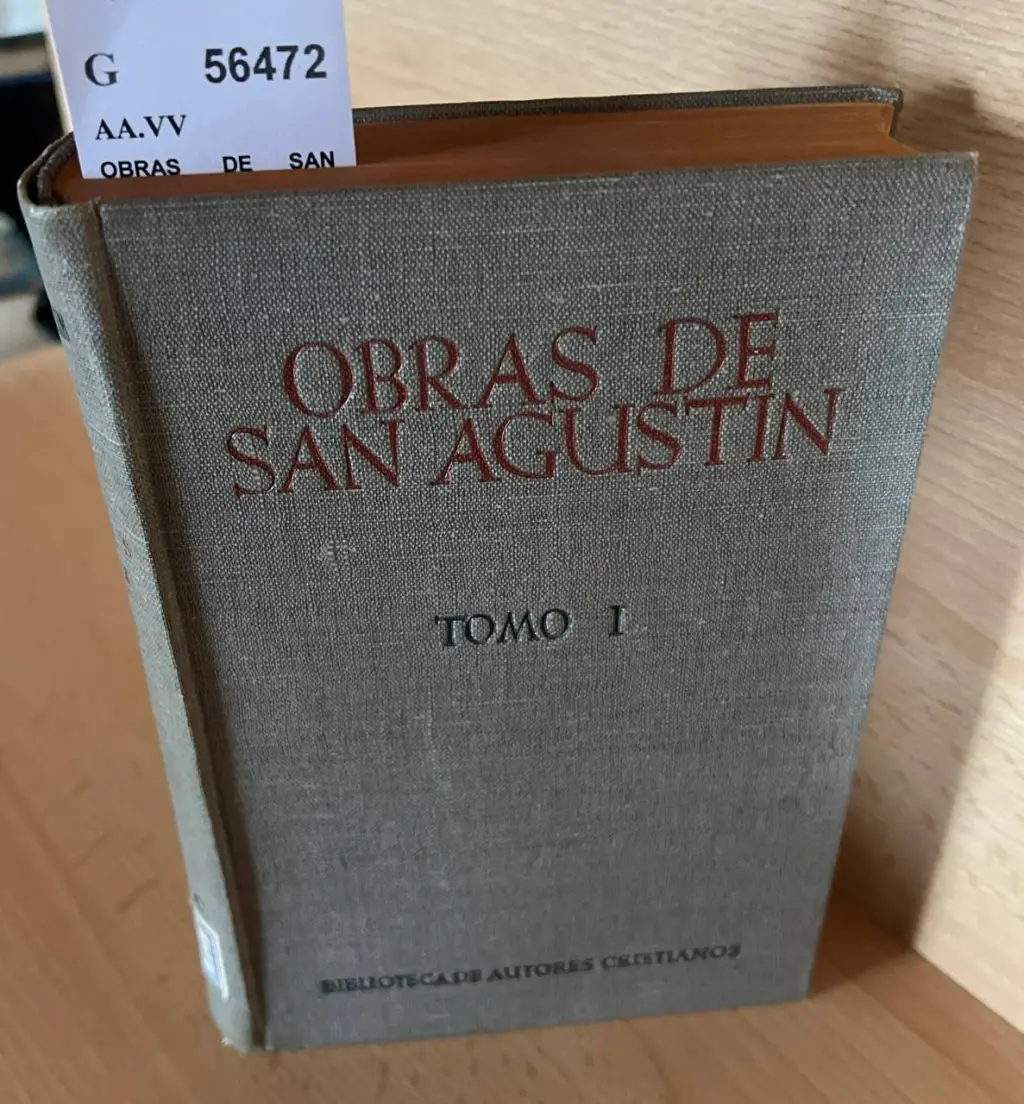 G 56472
AA.VV
OBRAS DE SAN
OBRAS DE
SAN AGUSTIN
TOMO I
BIBLIOTECA DE AUTORES CRISTIANOS